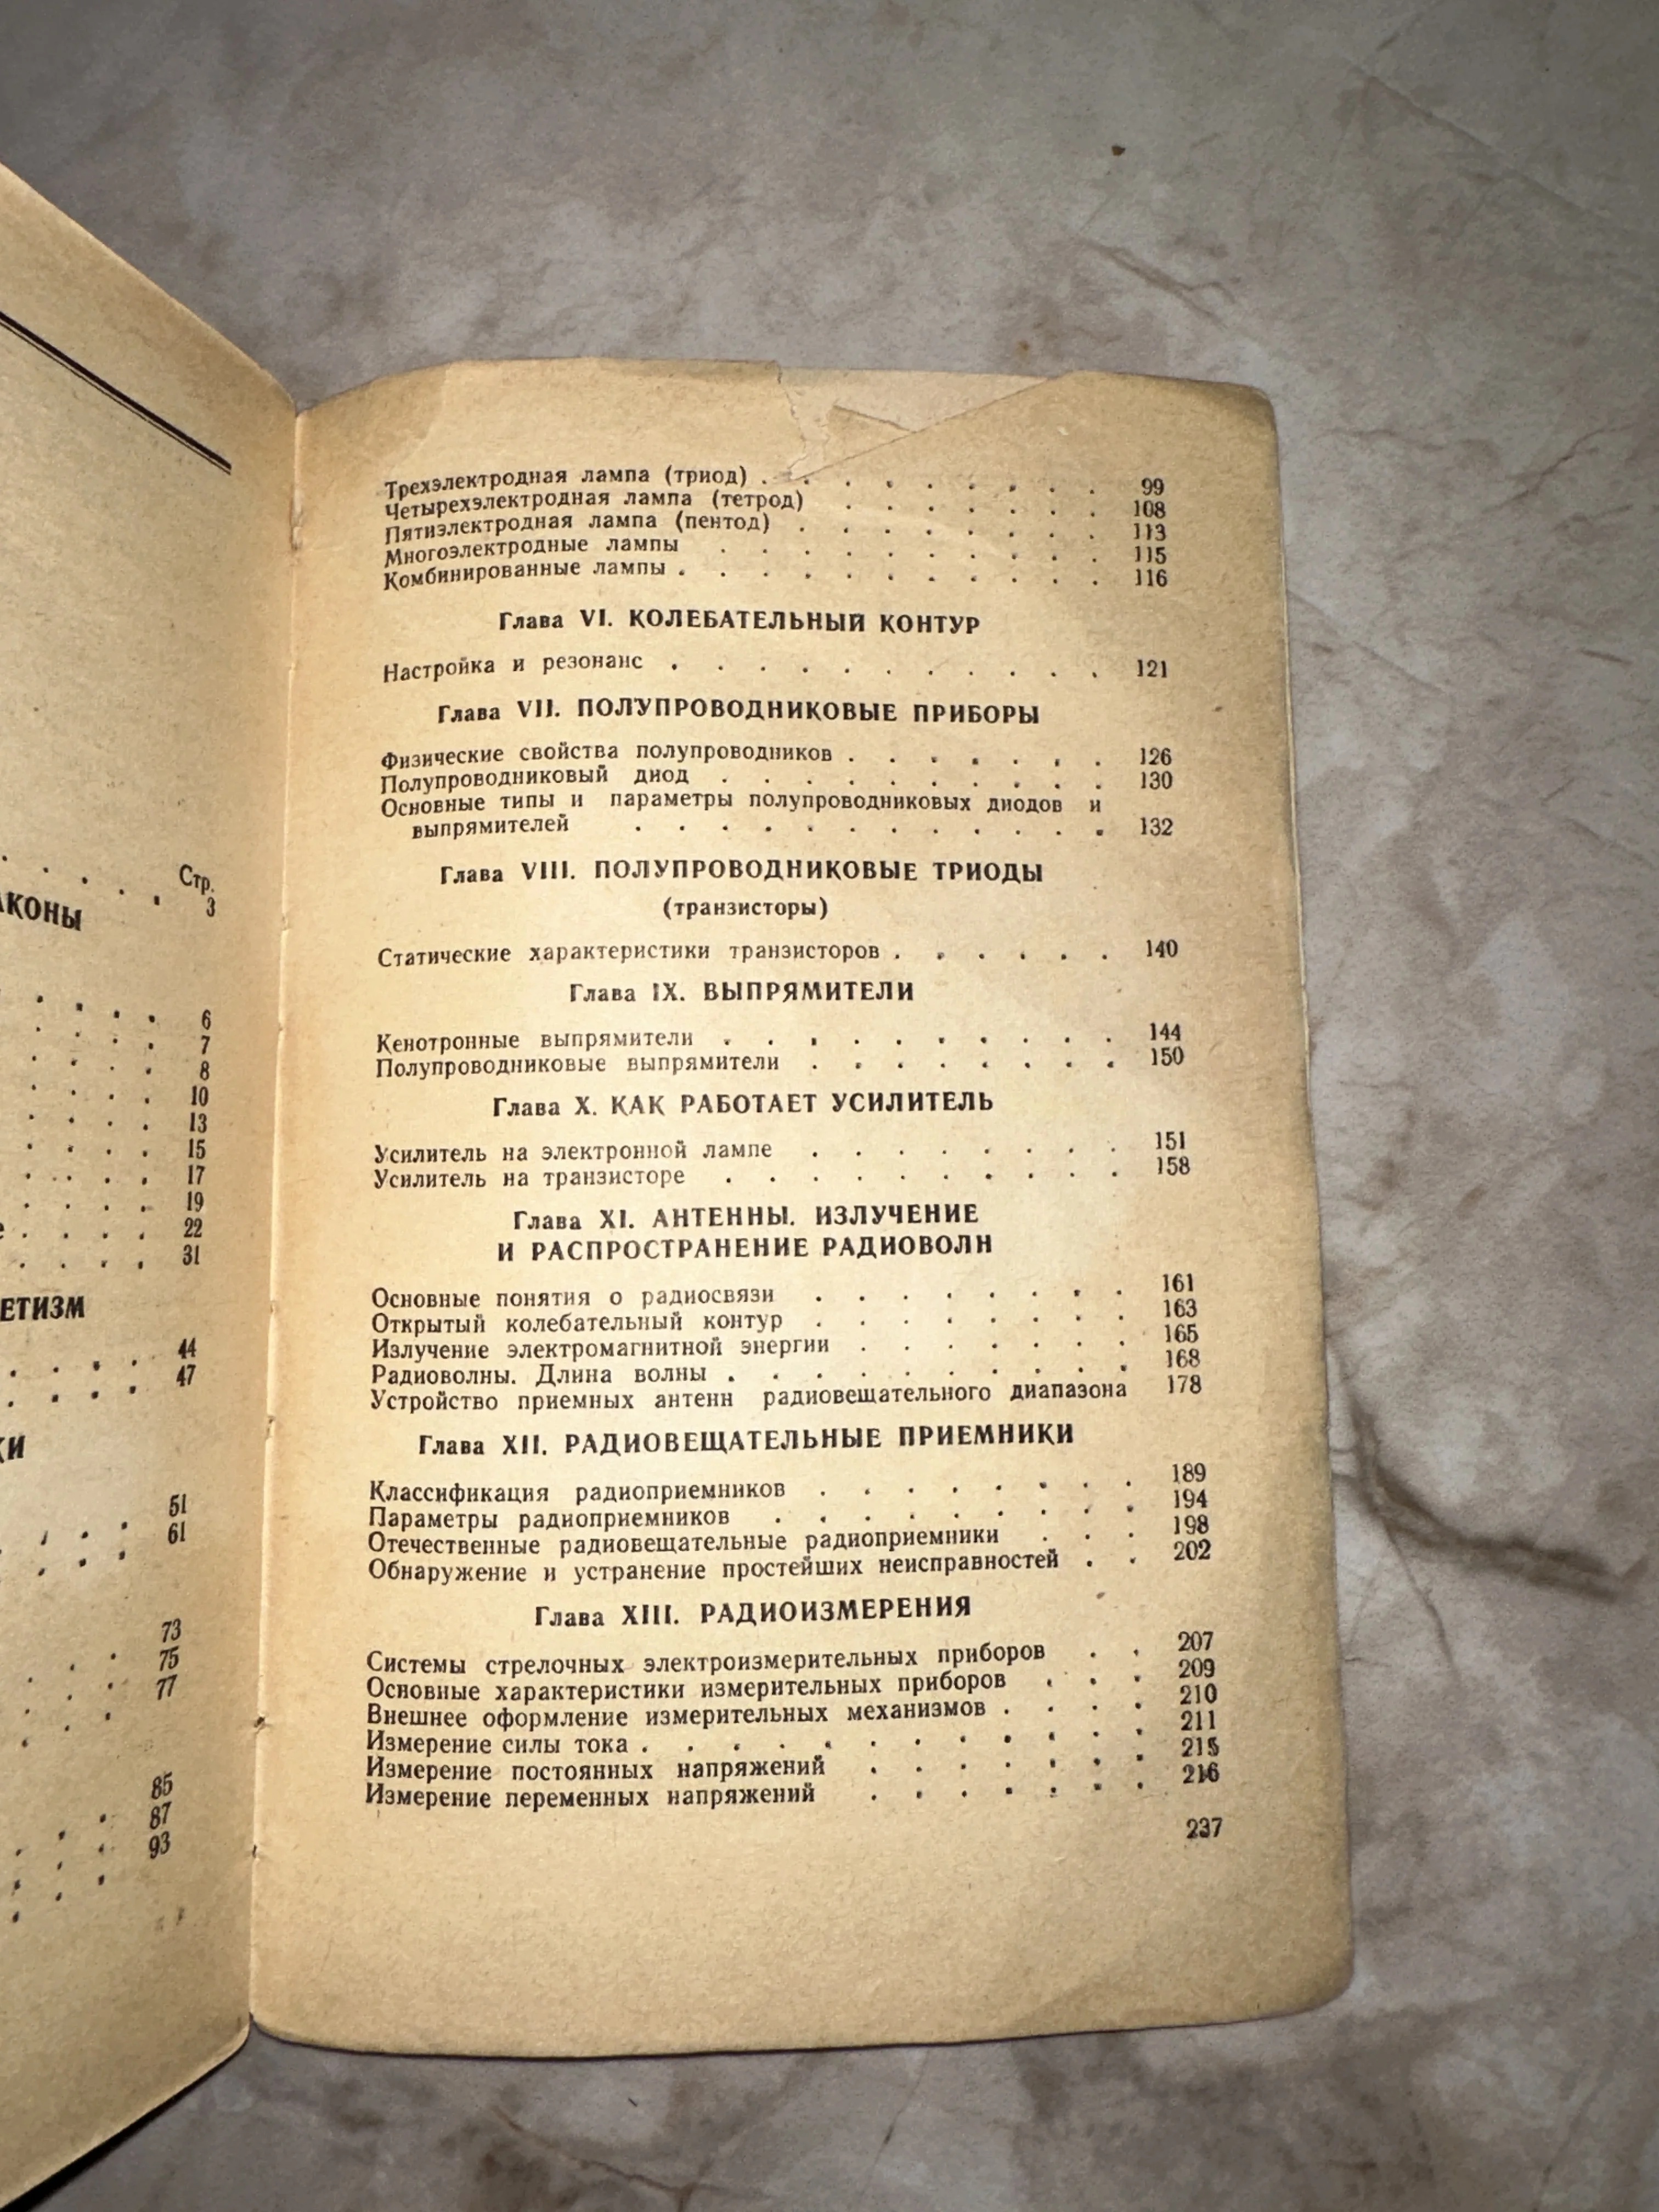 Стр.
3
АКОНЫ
6
7
8
10
13
15
17
19
22
31
ЕТИЗМ
44
47
КИ
51
61
73
75
77
85
87
93
Трехэлектродная лампа (триод) . . . . . . . . . 99
Четырехэлектродная лампа (тетрод) . . . . . . . 108
Пятиэлектродная лампа (пентод) . . . . . . . . 113
Многоэлектродные лампы . . . . . . . . . . 115
Комбинированные лампы . . . . . . . . . . . 116
Глава VI. КОЛЕБАТЕЛЬНЫЙ КОНТУР
Настройка и резонанс . . . . . . . . . . . 121
Глава VII. ПОЛУПРОВОДНИКОВЫЕ ПРИБОРЫ
Физические свойства полупроводников . . . . . . . 126
Полупроводниковый диод . . . . . . . . . . 130
Основные типы и параметры полупроводниковых диодов и
выпрямителей . . . . . . . . . . . . 132
Глава VIII. ПОЛУПРОВОДНИКОВЫЕ ТРИОДЫ
(транзисторы)
Статические характеристики транзисторов . . . . . . 140
Глава IX. ВЫПРЯМИТЕЛИ
Кенотронные выпрямители . . . . . . . . . . 144
Полупроводниковые выпрямители . . . . . . . . 150
Глава X. КАК РАБОТАЕТ УСИЛИТЕЛЬ
Усилитель на электронной лампе . . . . . . . . 151
Усилитель на транзисторе . . . . . . . . . . 158
Глава XI. АНТЕННЫ. ИЗЛУЧЕНИЕ
И РАСПРОСТРАНЕНИЕ РАДИОВОЛН
Основные понятия о радиосвязи . . . . . . . . 161
Открытый колебательный контур . . . . . . . . 163
Излучение электромагнитной энергии . . . . . . . 165
Радиоволны. Длина волны . . . . . . . . . . 168
Устройство приемных антенн радиовещательного диапазона 178
Глава XII. РАДИОВЕЩАТЕЛЬНЫЕ ПРИЕМНИКИ
Классификация радиоприемников . . . . . . . . 189
Параметры радиоприемников . . . . . . . . . 194
Отечественные радиовещательные радиоприемники . . . 198
Обнаружение и устранение простейших неисправностей . . 202
Глава XIII. РАДИОИЗМЕРЕНИЯ
Системы стрелочных электроизмерительных приборов . . 207
Основные характеристики измерительных приборов . . . 209
Внешнее оформление измерительных механизмов . . . . 210
Измерение силы тока . . . . . . . . . . . . 211
Измерение постоянных напряжений . . . . . . . 215
Измерение переменных напряжений . . . . . . . 216
237